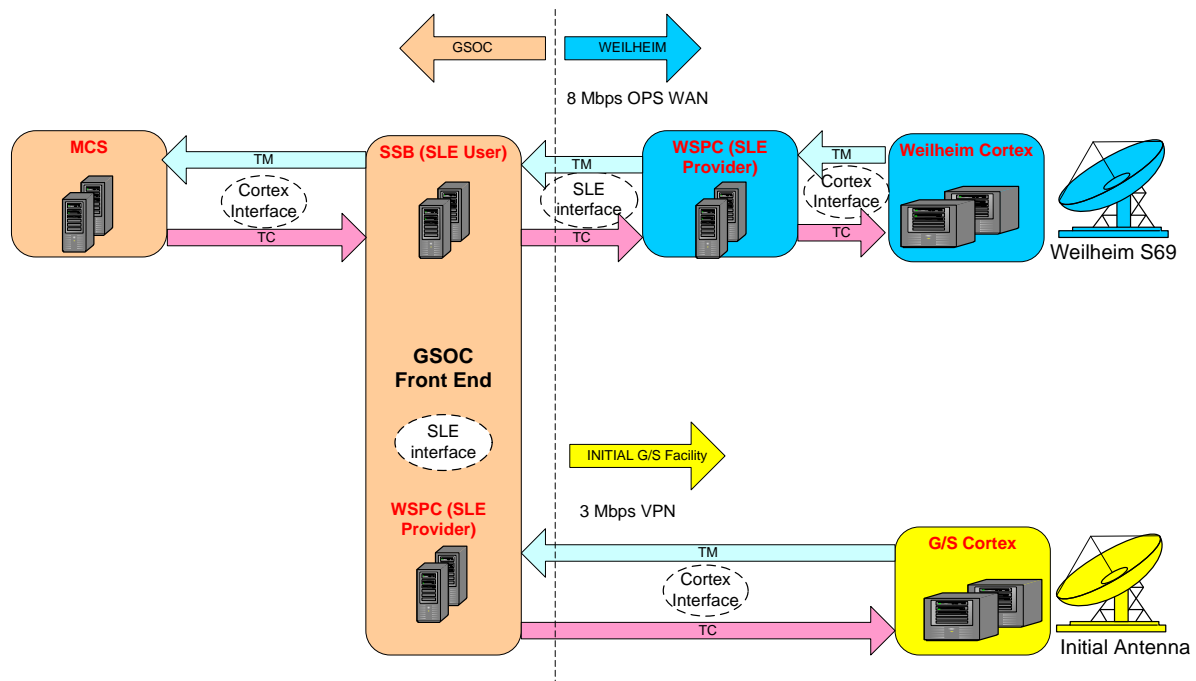 GSOC
WEILHEIM
8 Mbps OPS WAN
MCS
TM
Cortex
Interface
TC
SSB (SLE User)
TM
SLE
interface
TC
WSPC (SLE
Provider)
TM
Cortex
Interface
TC
Weilheim Cortex
Weilheim S69
GSOC
Front End
SLE
interface
INITIAL G/S Facility
3 Mbps VPN
WSPC (SLE
Provider)
TM
Cortex
Interface
TC
G/S Cortex
Initial Antenna